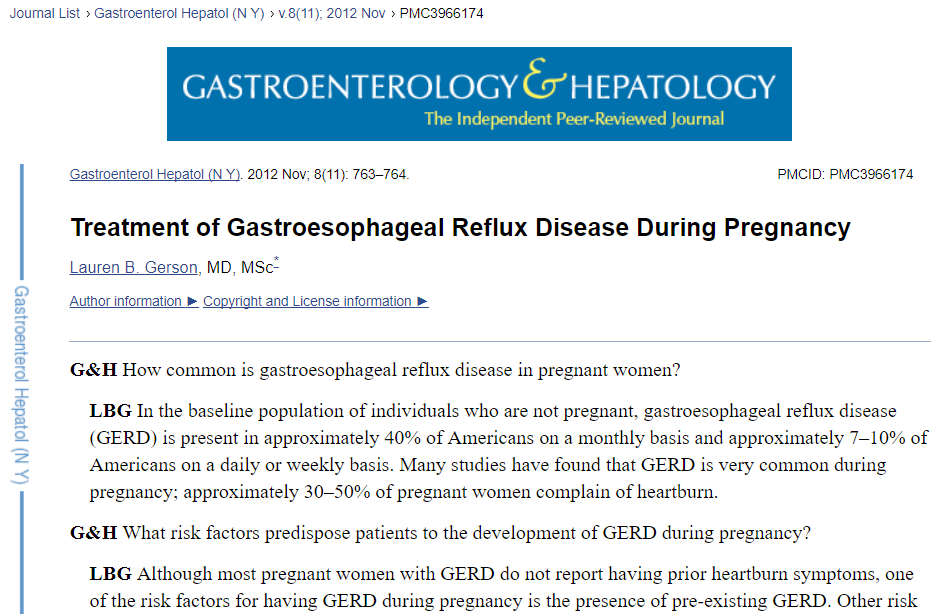 Journal List › Gastroenterol Hepatol (N Y) › v.8(11); 2012 Nov › PMC3966174
GASTROENTEROLOGY & HEPATOLOGY
The Independent Peer-Reviewed Journal
Gastroenterol Hepatol (N Y). 2012 Nov; 8(11): 763–764.
PMCID: PMC3966174
Treatment of Gastroesophageal Reflux Disease During Pregnancy
Lauren B. Gerson, MD, MSc*
Author information ► Copyright and License information ►
Gastroenterol Hepatol (N Y)
G&H How common is gastroesophageal reflux disease in pregnant women?
LBG In the baseline population of individuals who are not pregnant, gastroesophageal reflux disease
(GERD) is present in approximately 40% of Americans on a monthly basis and approximately 7–10% of
Americans on a daily or weekly basis. Many studies have found that GERD is very common during
pregnancy; approximately 30–50% of pregnant women complain of heartburn.
G&H What risk factors predispose patients to the development of GERD during pregnancy?
LBG Although most pregnant women with GERD do not report having prior heartburn symptoms, one
of the risk factors for having GERD during pregnancy is the presence of pre-existing GERD. Other risk